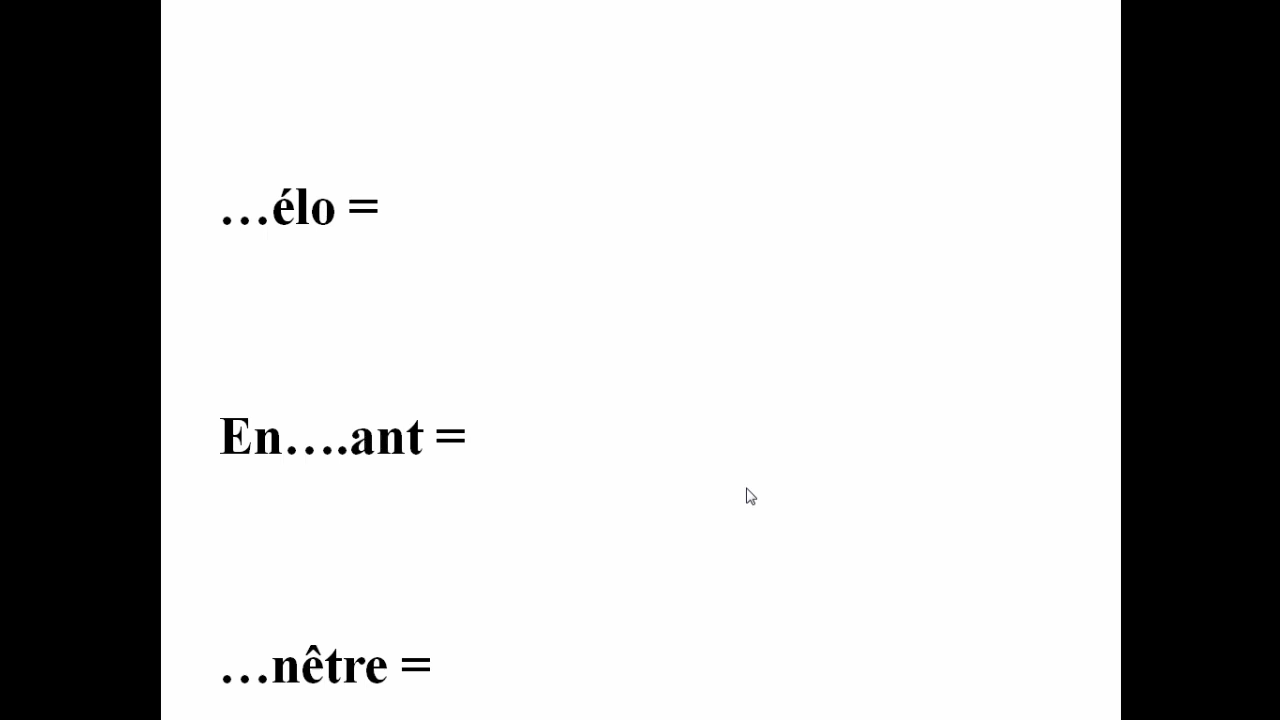 …élo =
En….ant =
…nêtre =